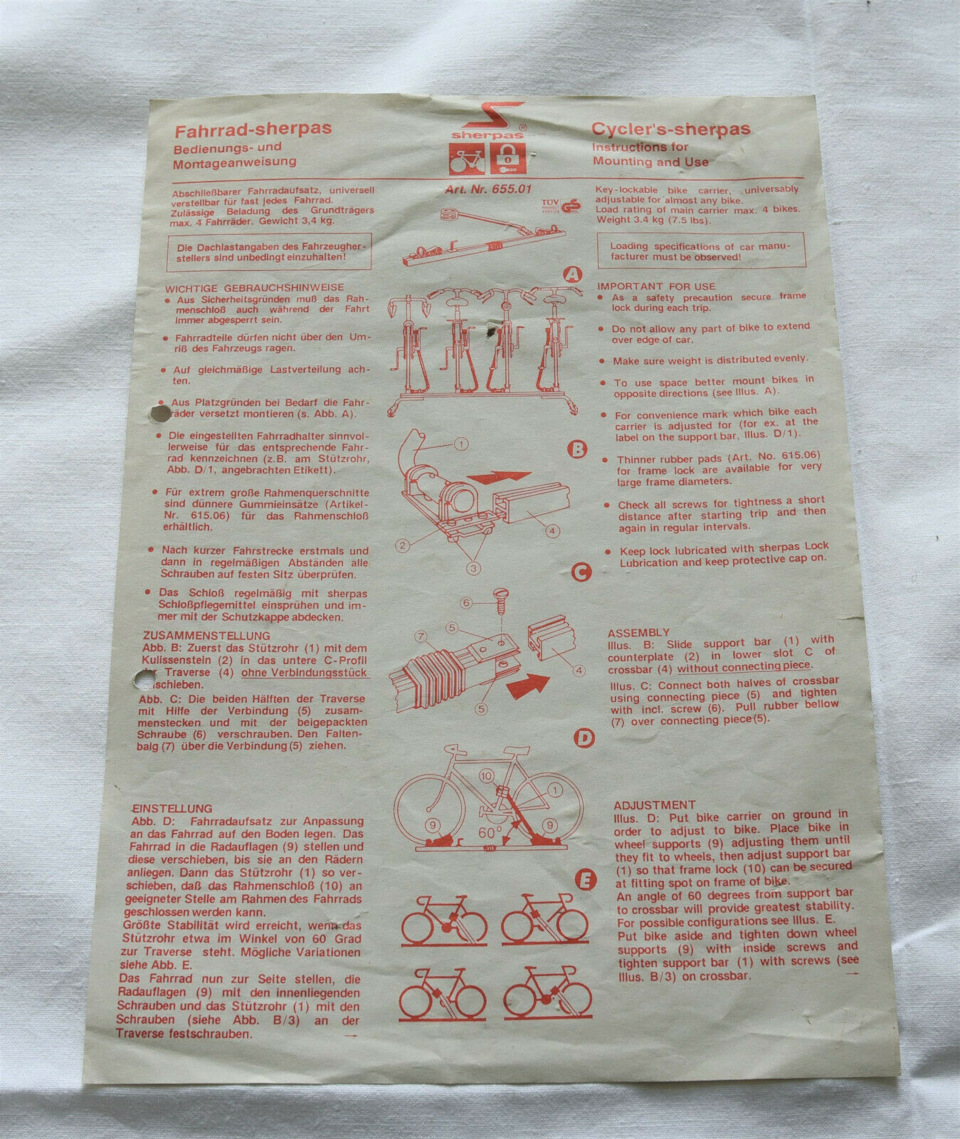 Fahrrad-sherpas
Bedienungs- und
Montageanweisung
sherpas
®
Cycler's-sherpas
Instructions for
Mounting and Use
Abschließbarer Fahrradaufsatz, universell
verstellbar für fast jedes Fahrrad.
Zulässige Beladung des Grundträgers
max. 4 Fahrräder. Gewicht 3,4 kg.
Die Dachlastangaben des Fahrzeugher-
stellers sind unbedingt einzuhalten!
WICHTIGE GEBRAUCHSHINWEISE
• Aus Sicherheitsgründen muß das Rah-
menschloß auch während der Fahrt
immer abgesperrt sein.
• Fahrradteile dürfen nicht über den Um-
riß des Fahrzeugs ragen.
• Auf gleichmäßige Lastverteilung ach-
ten.
• Aus Platzgründen bei Bedarf die Fahr-
räder versetzt montieren (s. Abb. A).
• Die eingestellten Fahrradhalter sinnvol-
lerweise für das entsprechende Fahr-
rad kennzeichnen (z.B. am Stützrohr,
Abb. D/1, angebrachten Etikett).
• Für extrem große Rahmenquerschnitte
sind dünnere Gummieinsätze (Artikel-
Nr. 615.06) für das Rahmenschloß
erhältlich.
• Nach kurzer Fahrstrecke erstmals und
dann in regelmäßigen Abständen alle
Schrauben auf festen Sitz überprüfen.
• Das Schloß regelmäßig mit sherpas
Schloßpflegemittel einsprühen und im-
mer mit der Schutzkappe abdecken.
ZUSAMMENSTELLUNG
Abb. B: Zuerst das Stützrohr (1) mit dem
Kulissenstein (2) in das untere C-Profil
Traverse (4) ohne Verbindungsstück
schieben.
Abb. C: Die beiden Hälften der Traverse
mit Hilfe der Verbindung (5) zusam-
menstecken und mit der beigepackten
Schraube (6) verschrauben. Den Falten-
balg (7) über die Verbindung (5) ziehen.
EINSTELLUNG
Abb. D: Fahrradaufsatz zur Anpassung
an das Fahrrad auf den Boden legen. Das
Fahrrad in die Radauflagen (9) stellen und
diese verschieben, bis sie an den Rädern
anliegen. Dann das Stützrohr (1) so ver-
schieben, daß das Rahmenschloß (10) an
geeigneter Stelle am Rahmen des Fahrrads
geschlossen werden kann.
Größte Stabilität wird erreicht, wenn das
Stützrohr etwa im Winkel von 60 Grad
zur Traverse steht. Mögliche Variationen
siehe Abb. E.
Das Fahrrad nun zur Seite stellen, die
Radauflagen (9) mit den innenliegenden
Schrauben und das Stützrohr (1) mit den
Schrauben (siehe Abb. B/3) an der
Traverse festschrauben. →
Art. Nr. 655.01
TÜV
A
B
1
2
3
4
C
6
5
7
4
5
D
10
1
9
60°
9
E
Key-lockable bike carrier, universably
adjustable for almost any bike.
Load rating of main carrier max. 4 bikes.
Weight 3.4 kg (7.5 lbs).
Loading specifications of car manu-
facturer must be observed!
IMPORTANT FOR USE
• As a safety precaution secure frame
lock during each trip.
• Do not allow any part of bike to extend
over edge of car.
• Make sure weight is distributed evenly.
• To use space better mount bikes in
opposite directions (see Illus. A).
• For convenience mark which bike each
carrier is adjusted for (for ex. at the
label on the support bar, Illus. D/1).
• Thinner rubber pads (Art. No. 615.06)
for frame lock are available for very
large frame diameters.
• Check all screws for tightness a short
distance after starting trip and then
again in regular intervals.
• Keep lock lubricated with sherpas Lock
Lubrication and keep protective cap on.
ASSEMBLY
Illus. B: Slide support bar (1) with
counterplate (2) in lower slot C of
crossbar (4) without connecting piece.
Illus. C: Connect both halves of crossbar
using connecting piece (5) and tighten
with incl. screw (6). Pull rubber bellow
(7) over connecting piece(5).
ADJUSTMENT
Illus. D: Put bike carrier on ground in
order to adjust to bike. Place bike in
wheel supports (9) adjusting them until
they fit to wheels, then adjust support bar
(1) so that frame lock (10) can be secured
at fitting spot on frame of bike.
An angle of 60 degrees from support bar
to crossbar will provide greatest stability.
For possible configurations see Illus. E.
Put bike aside and tighten down wheel
supports (9) with inside screws and
tighten support bar (1) with screws (see
Illus. B/3) on crossbar. →